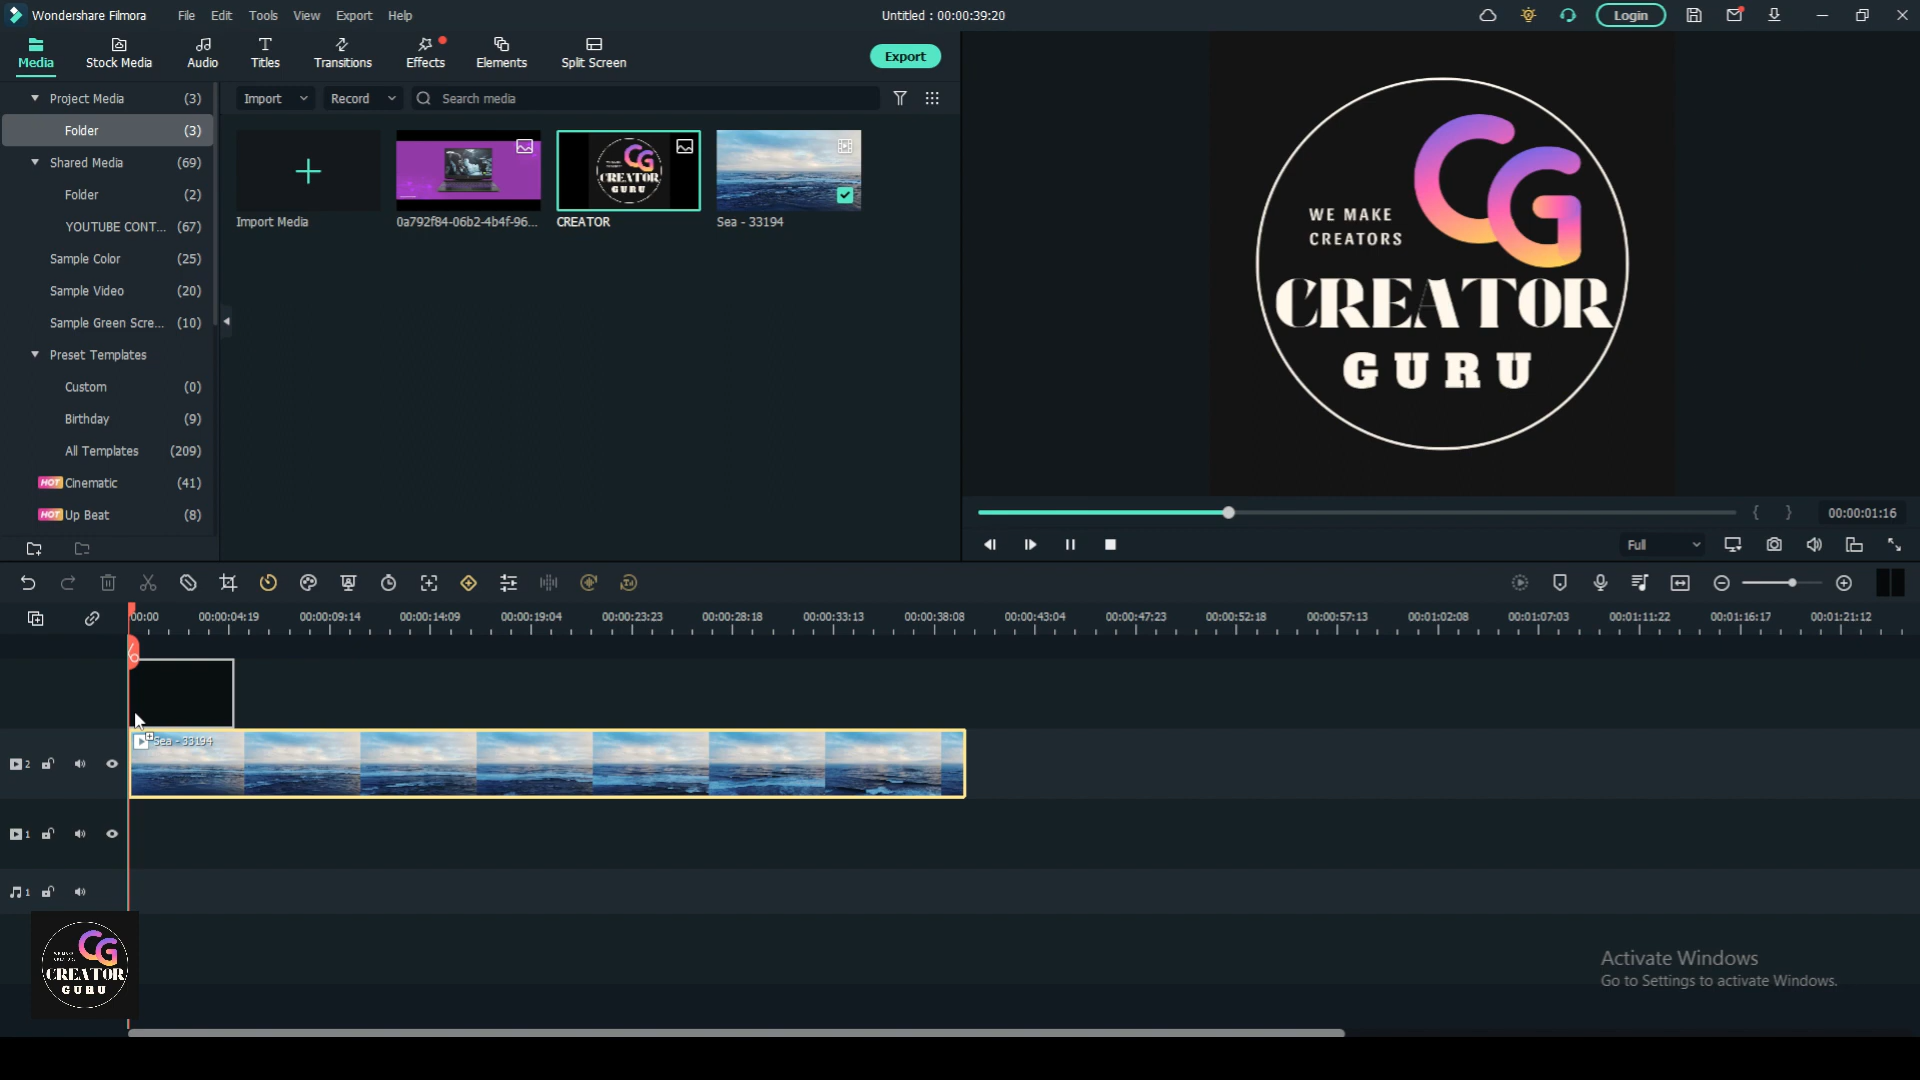 Wondershare Filmora File Edit Tools View Export Help Untitled : 00:00:39:20 Login
Media Stock Media Audio Titles Transitions Effects Elements Split Screen Export
Project Media (3)
Folder (3)
Shared Media (69)
Folder (2)
YOUTUBE CONT... (67)
Sample Color (25)
Sample Video (20)
Sample Green Scre... (10)
Preset Templates
Custom (0)
Birthday (9)
All Templates (209)
HOT Cinematic (41)
HOT Up Beat (8)
Import Record Search media
Import Media 0a792f84-06b2-4b4f-96... CREATOR Sea - 33194
WE MAKE
CREATORS
CG
CREATOR
GURU
{ } 00:00:01:16
Full
00:00 00:00:04:19 00:00:09:14 00:00:14:09 00:00:19:04 00:00:23:23 00:00:28:18 00:00:33:13 00:00:38:08 00:00:43:04 00:00:47:23 00:00:52:18 00:00:57:13 00:01:02:08 00:01:07:03 00:01:11:22 00:01:16:17 00:01:21:12
Sea - 33194
2
1
1
CG
CREATOR
GURU
Activate Windows
Go to Settings to activate Windows.